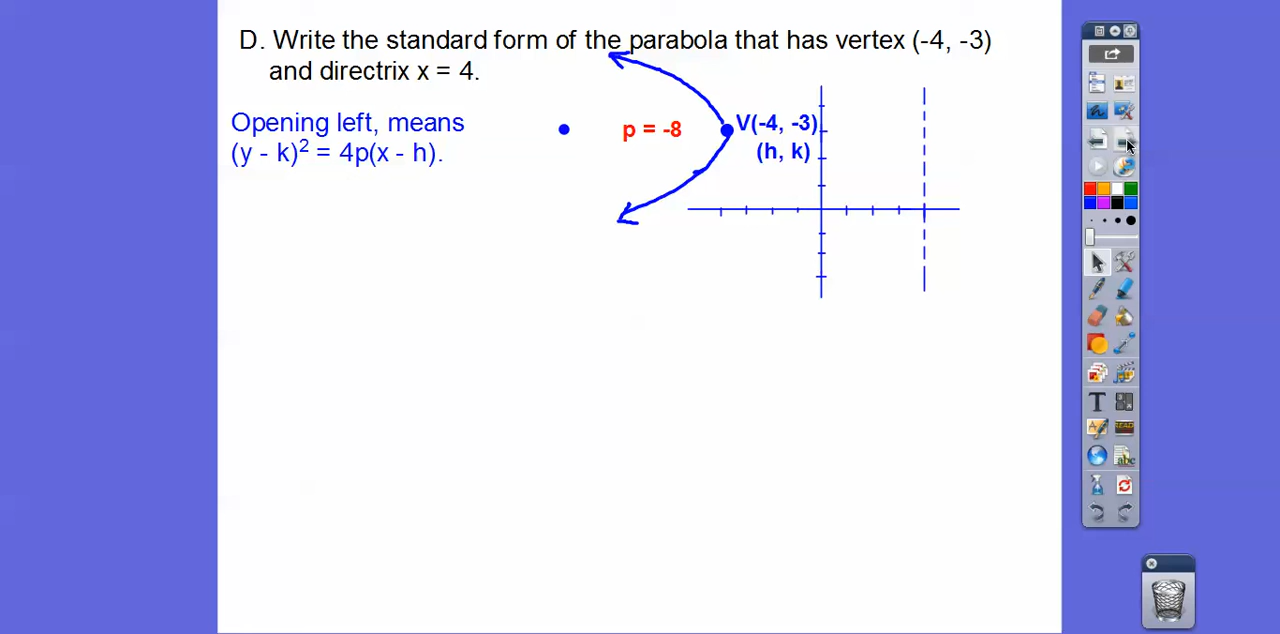 D. Write the standard form of the parabola that has vertex (-4, -3)
and directrix x = 4.
Opening left, means
(y - k)² = 4p(x - h).
p = -8
V(-4, -3)
(h, k)